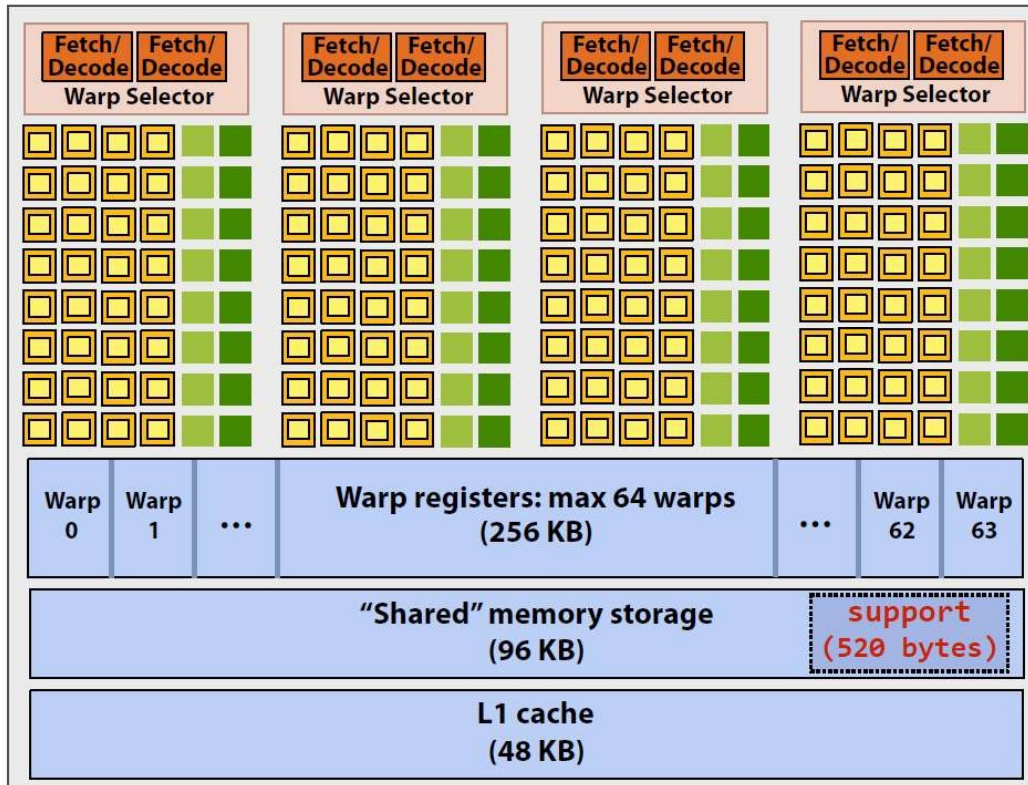 Fetch/ Fetch/ Fetch/ Fetch/ Fetch/ Fetch/ Fetch/ Fetch/
Decode Decode Decode Decode Decode Decode Decode Decode
Warp Selector Warp Selector Warp Selector Warp Selector
Warp Warp Warp registers: max 64 warps Warp Warp
0 1 ... (256 KB) ... 62 63
“Shared” memory storage support
(96 KB) (520 bytes)
L1 cache
(48 KB)